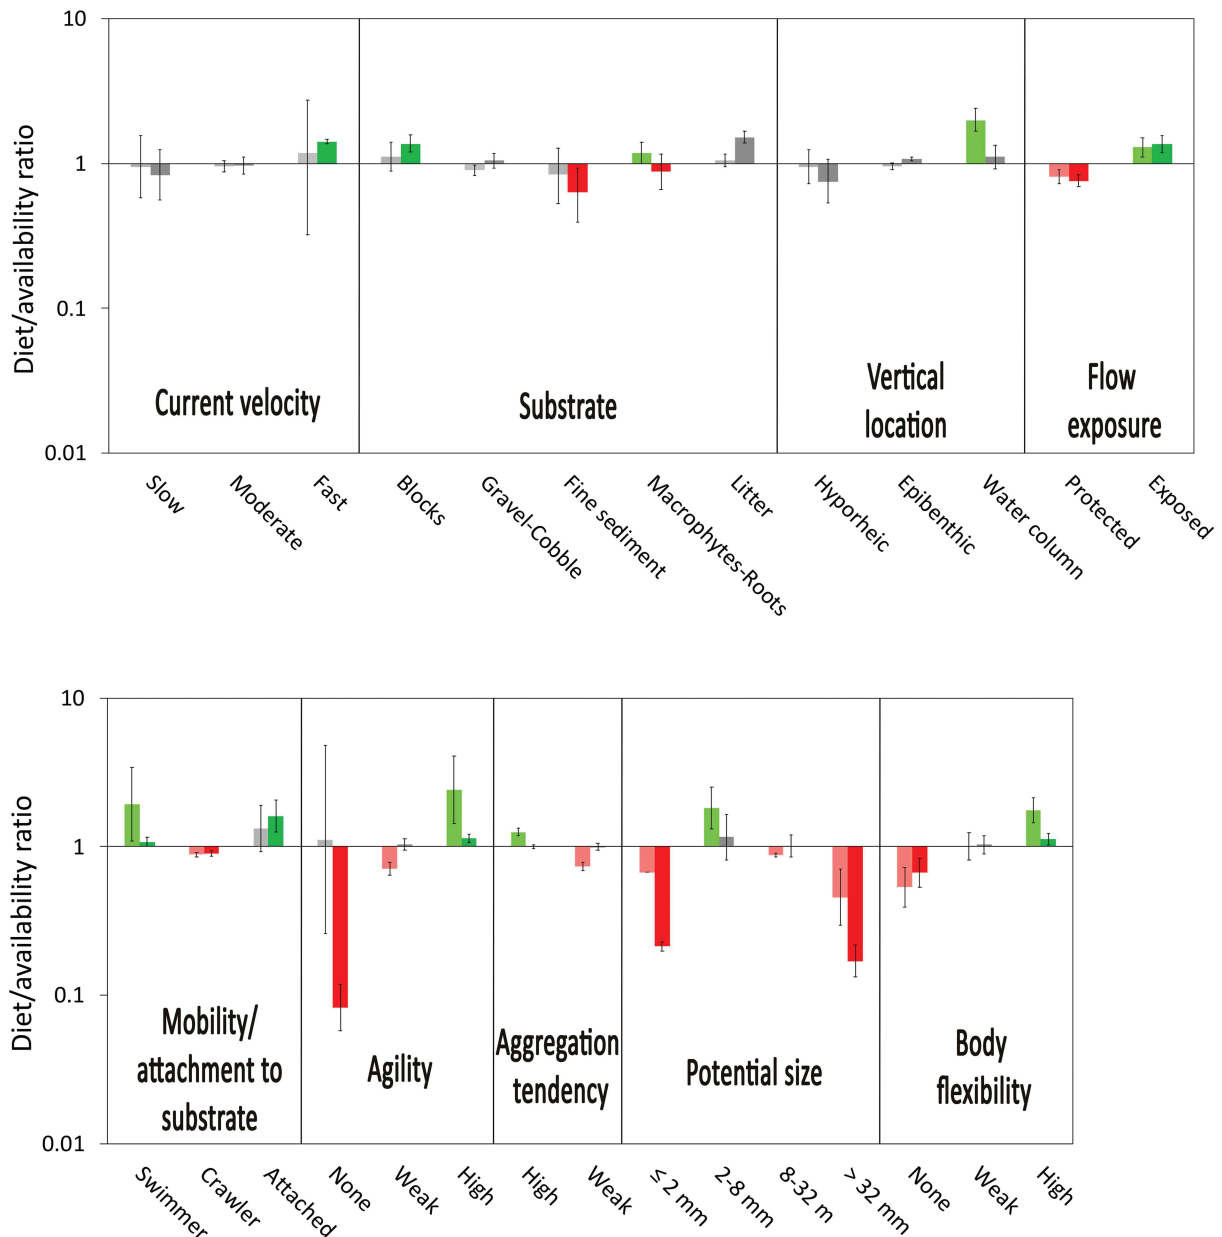 10
1
0.1
0.01
Diet/availability ratio
Current velocity
Substrate
Vertical
location
Flow
exposure
Slow
Moderate
Fast
Blocks
Gravel-Cobble
Fine sediment
Macrophytes-Roots
Litter
Hyporheic
Epibenthic
Water column
Protected
Exposed
10
1
0.1
0.01
Diet/availability ratio
Mobility/
attachment to
substrate
Agility
Aggregation
tendency
Potential size
Body
flexibility
Swimmer
Crawler
Attached
None
Weak
High
High
Weak
≤ 2 mm
2-8 mm
8-32 m
> 32 mm
None
Weak
High